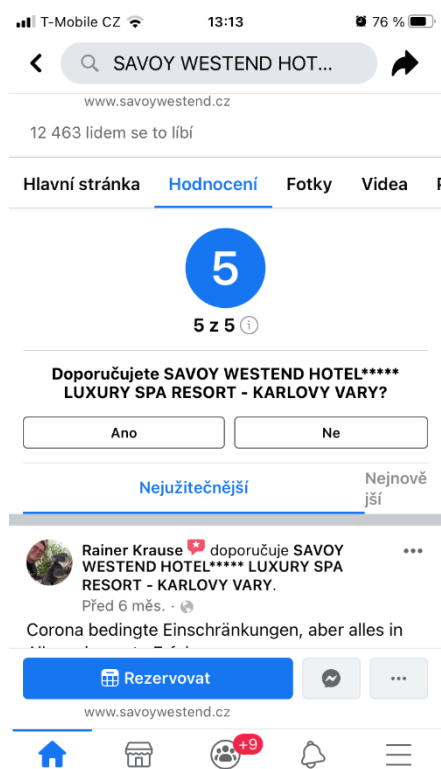 T-Mobile CZ 13:13 76 %
SAVOY WESTEND HOT...
www.savoywestend.cz
12 463 lidem se to líbí
Hlavní stránka Hodnocení Fotky Videa
5
5 z 5
Doporučujete SAVOY WESTEND HOTEL*****
LUXURY SPA RESORT - KARLOVY VARY?
Ano Ne
Nejužitečnější Nejnově
jší
Rainer Krause doporučuje SAVOY
WESTEND HOTEL***** LUXURY SPA
RESORT - KARLOVY VARY.
Před 6 měs. ·
Corona bedingte Einschränkungen, aber alles in
Rezervovat
www.savoywestend.cz
+9